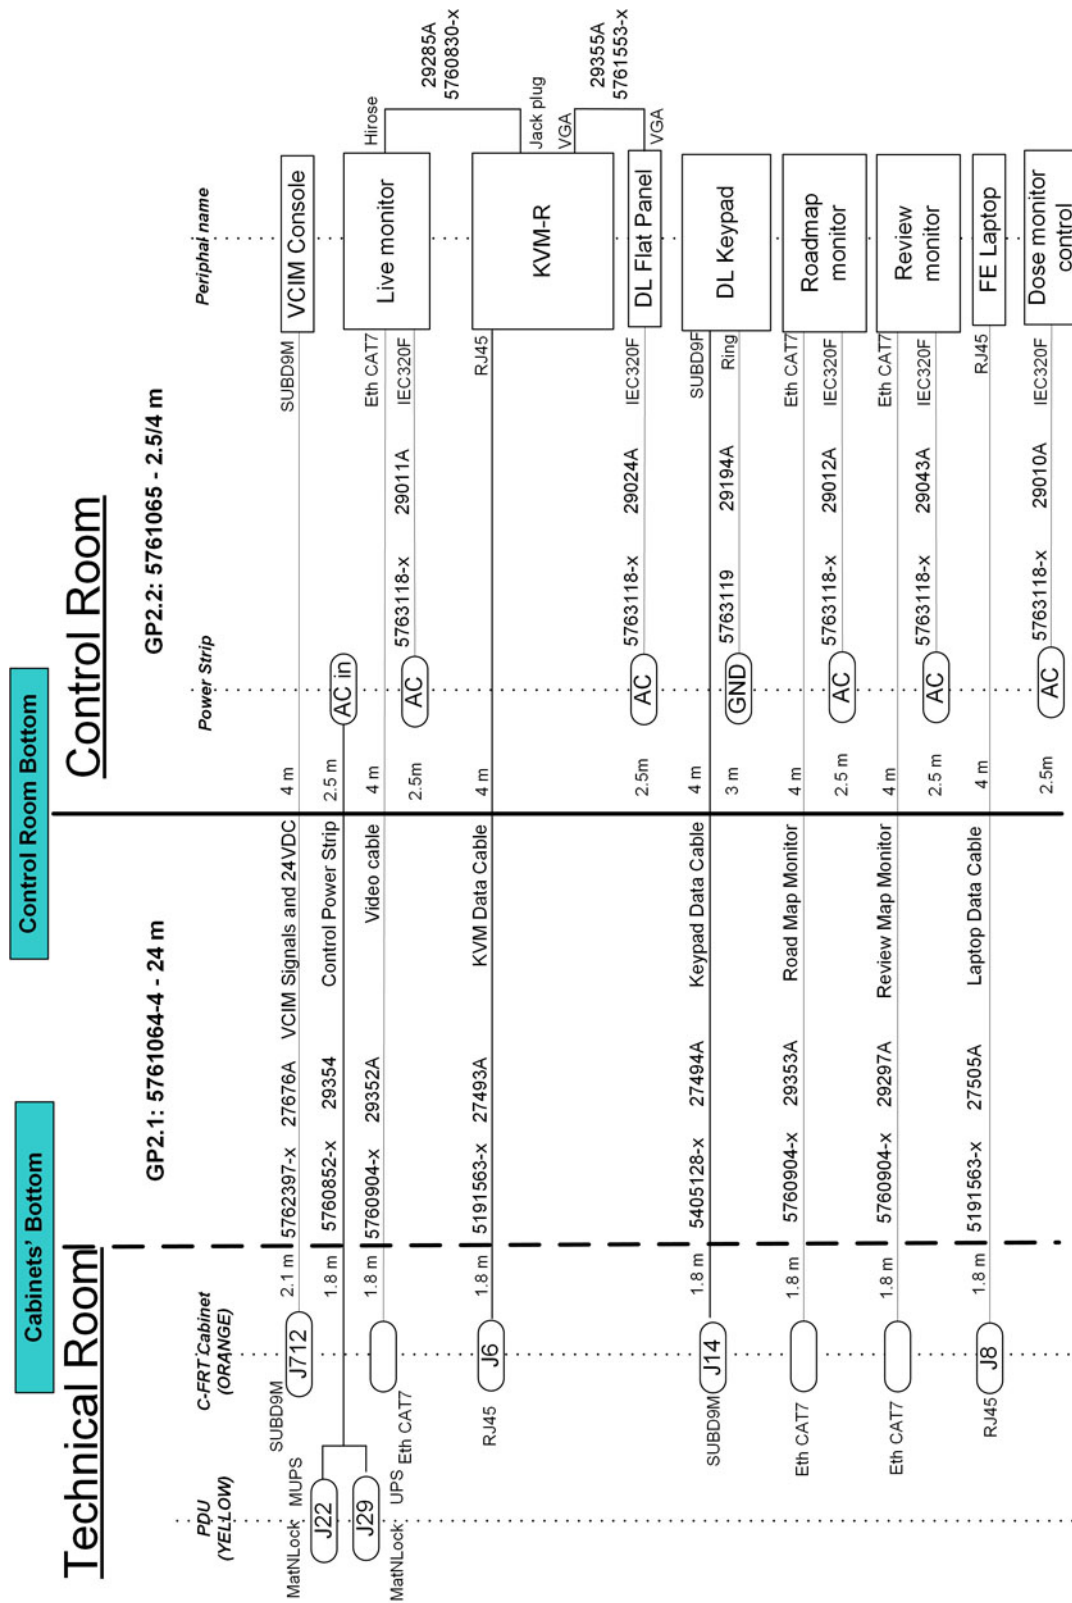 Cabinets' Bottom
Control Room Bottom
Technical Room
Control Room
GP2.1: 5761064-4 - 24 m
GP2.2: 5761065 - 2.5/4 m
PDU
(YELLOW)
C-FRT Cabinet
(ORANGE)
Power Strip
Periphal name
SUBD9M
J712
2.1 m
5762397-x
27676A
VCIM Signals and 24VDC
4 m
SUBD9M
VCIM Console
MatNLock MUPS
J22
J29
MatNLock UPS
1.8 m
5760852-x
29354
Control Power Strip
2.5 m
AC in
Eth CAT7
1.8 m
5760904-x
29352A
Video cable
4 m
Eth CAT7
Live monitor
Hirose
2.5m
AC
5763118-x
29011A
IEC320F
29285A
5760830-x
RJ45
J6
1.8 m
5191563-x
27493A
KVM Data Cable
4 m
RJ45
KVM-R
Jack plug
VGA
29355A
5761553-x
2.5m
AC
5763118-x
29024A
IEC320F
DL Flat Panel
VGA
SUBD9M
J14
1.8 m
5405128-x
27494A
Keypad Data Cable
4 m
SUBD9F
DL Keypad
3 m
GND
5763119
29194A
Ring
Eth CAT7
1.8 m
5760904-x
29353A
Road Map Monitor
4 m
Eth CAT7
Roadmap
monitor
2.5 m
AC
5763118-x
29012A
IEC320F
Eth CAT7
1.8 m
5760904-x
29297A
Review Map Monitor
4 m
Eth CAT7
Review
monitor
2.5 m
AC
5763118-x
29043A
IEC320F
RJ45
J8
1.8 m
5191563-x
27505A
Laptop Data Cable
4 m
RJ45
FE Laptop
2.5m
AC
5763118-x
29010A
IEC320F
Dose monitor
control